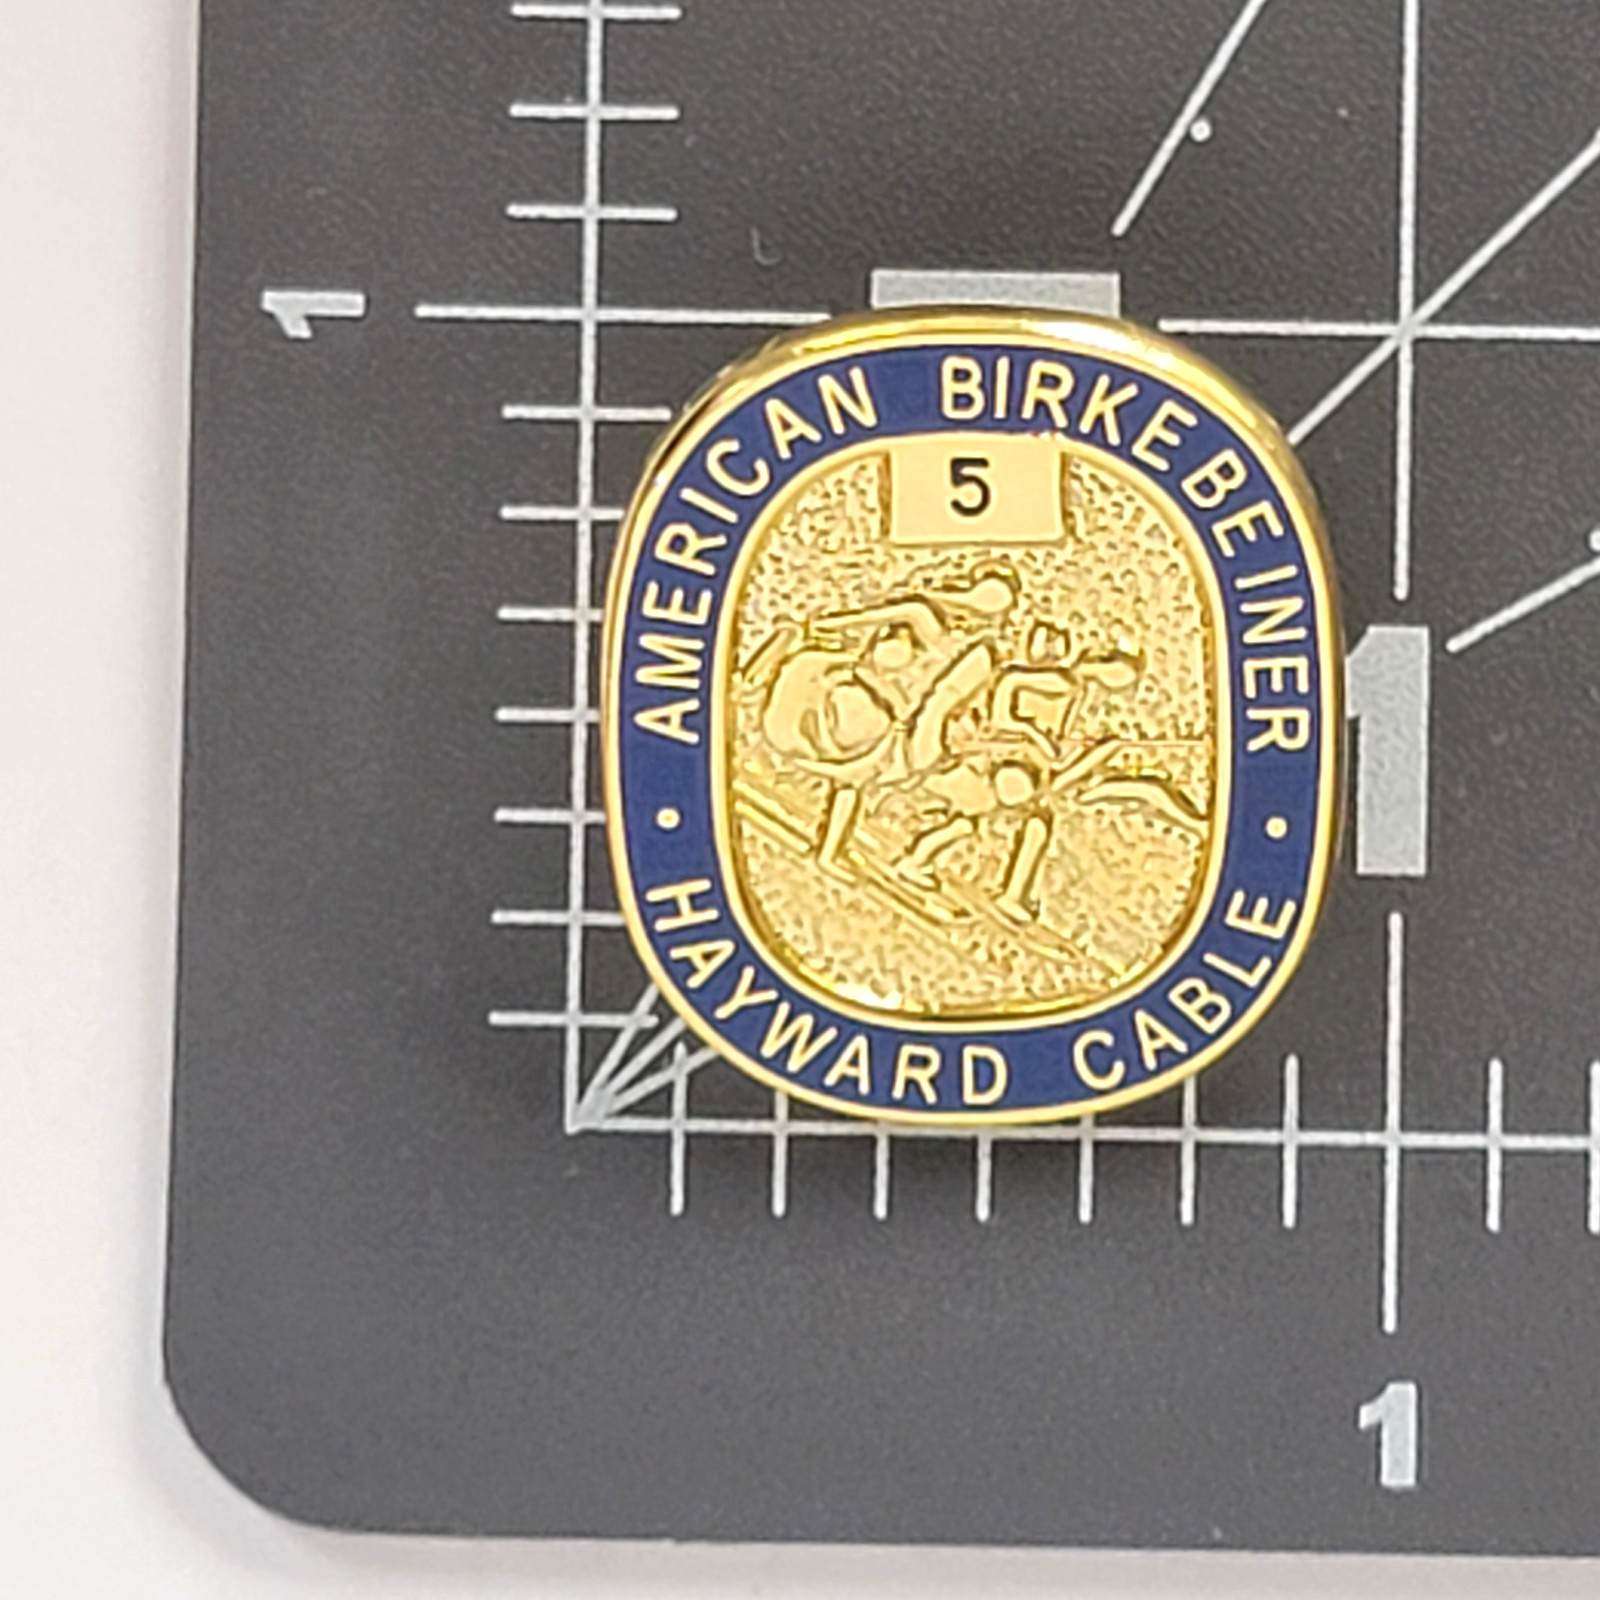 1
AMERICAN BIRKEBEINER
5
1
• HAYWARD CABLE •
1